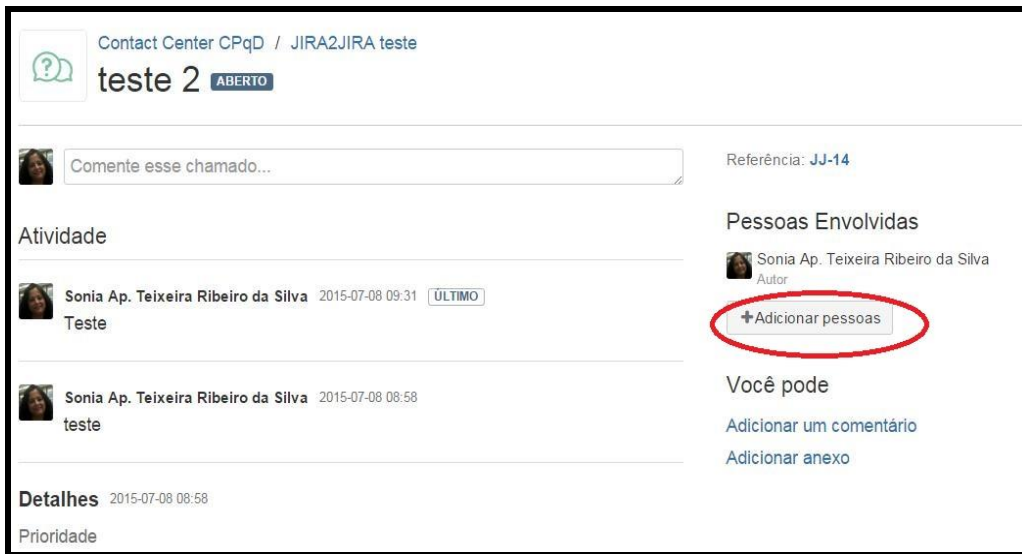 Contact Center CPqD / JIRA2JIRA teste
teste 2 ABERTO
Comente esse chamado...
Atividade
Sonia Ap. Teixeira Ribeiro da Silva 2015-07-08 09:31 ÚLTIMO
Teste
Sonia Ap. Teixeira Ribeiro da Silva 2015-07-08 08:58
teste
Detalhes 2015-07-08 08:58
Prioridade
Referência: JJ-14
Pessoas Envolvidas
Sonia Ap. Teixeira Ribeiro da Silva
Autor
+Adicionar pessoas
Você pode
Adicionar um comentário
Adicionar anexo